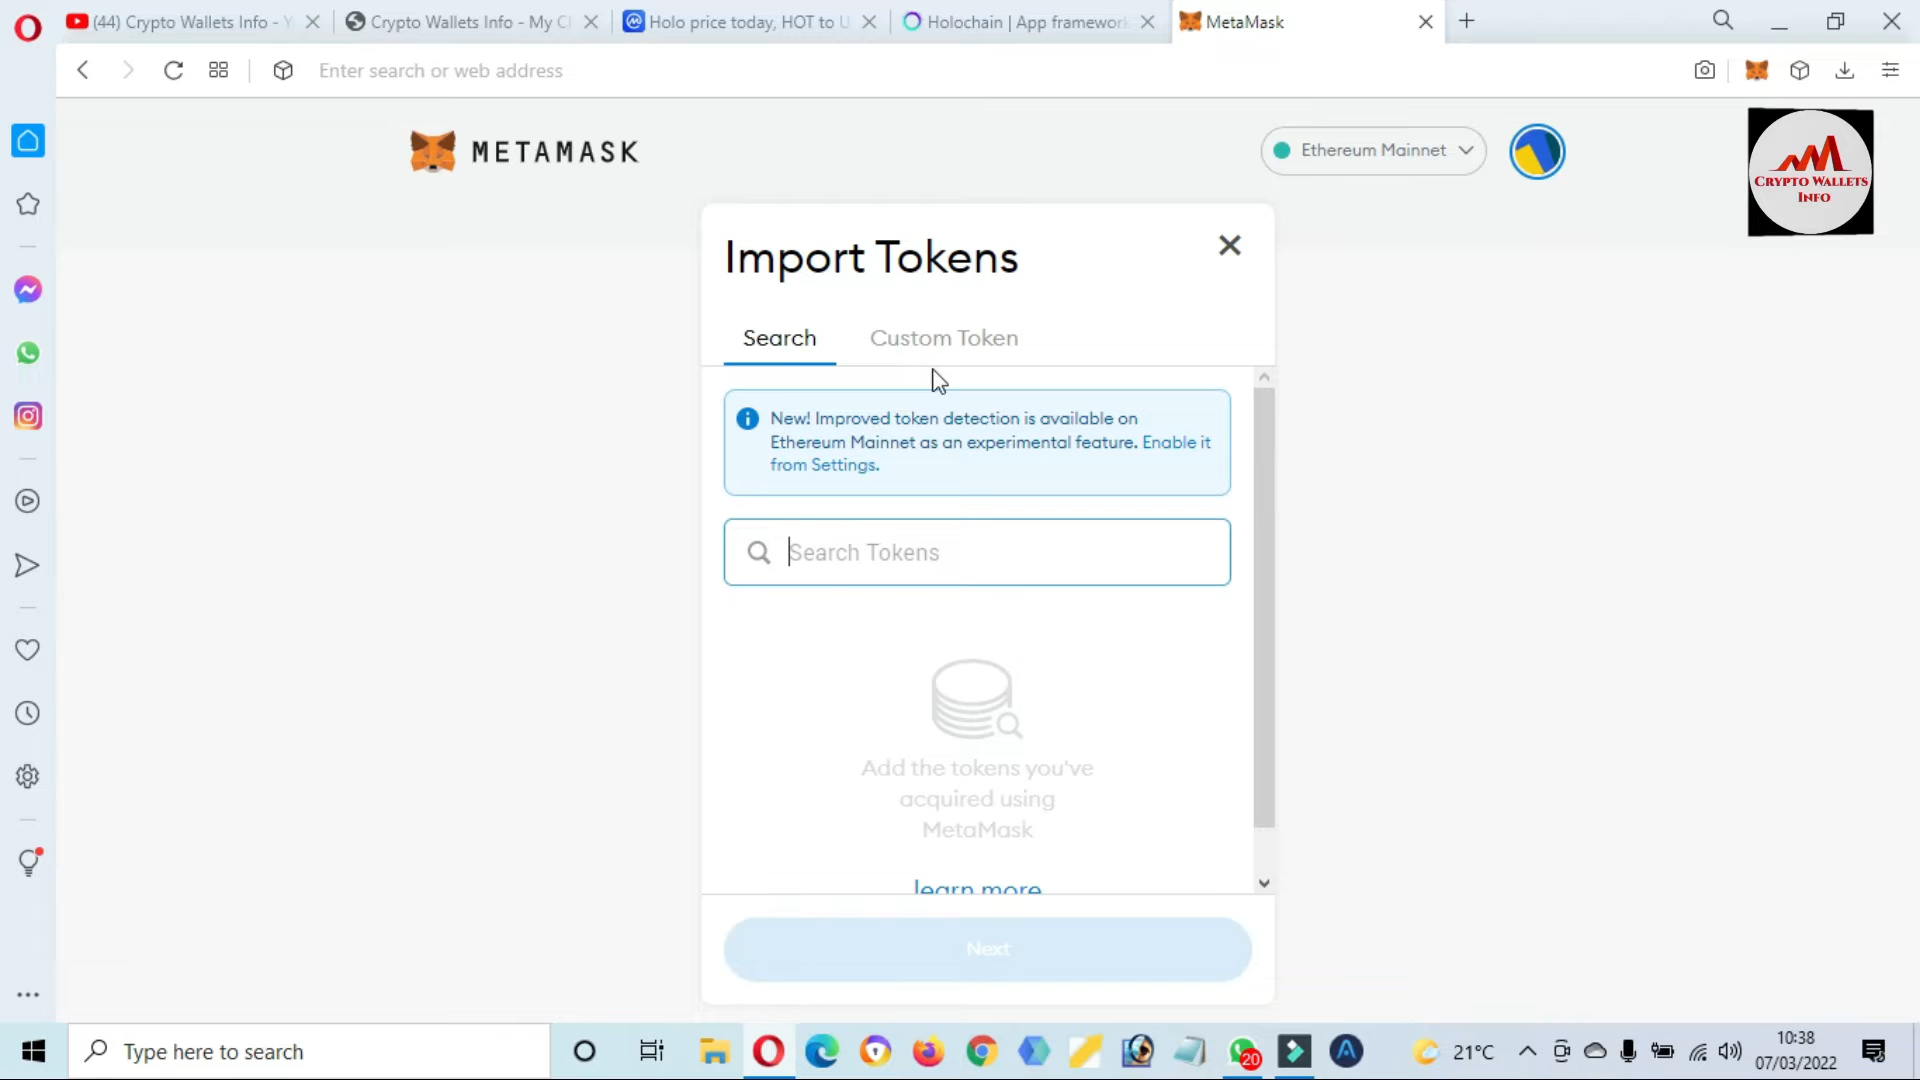 (44) Crypto Wallets Info - Y
Crypto Wallets Info - My Cl
Holo price today, HOT to U
Holochain | App framework
MetaMask
Enter search or web address
METAMASK
Ethereum Mainnet
CRYPTO WALLETS
INFO
Import Tokens
Search
Custom Token
New! Improved token detection is available on
Ethereum Mainnet as an experimental feature. Enable it
from Settings.
Search Tokens
Add the tokens you've
acquired using
MetaMask
learn more
Next
Type here to search
20
21°C
10:38
07/03/2022